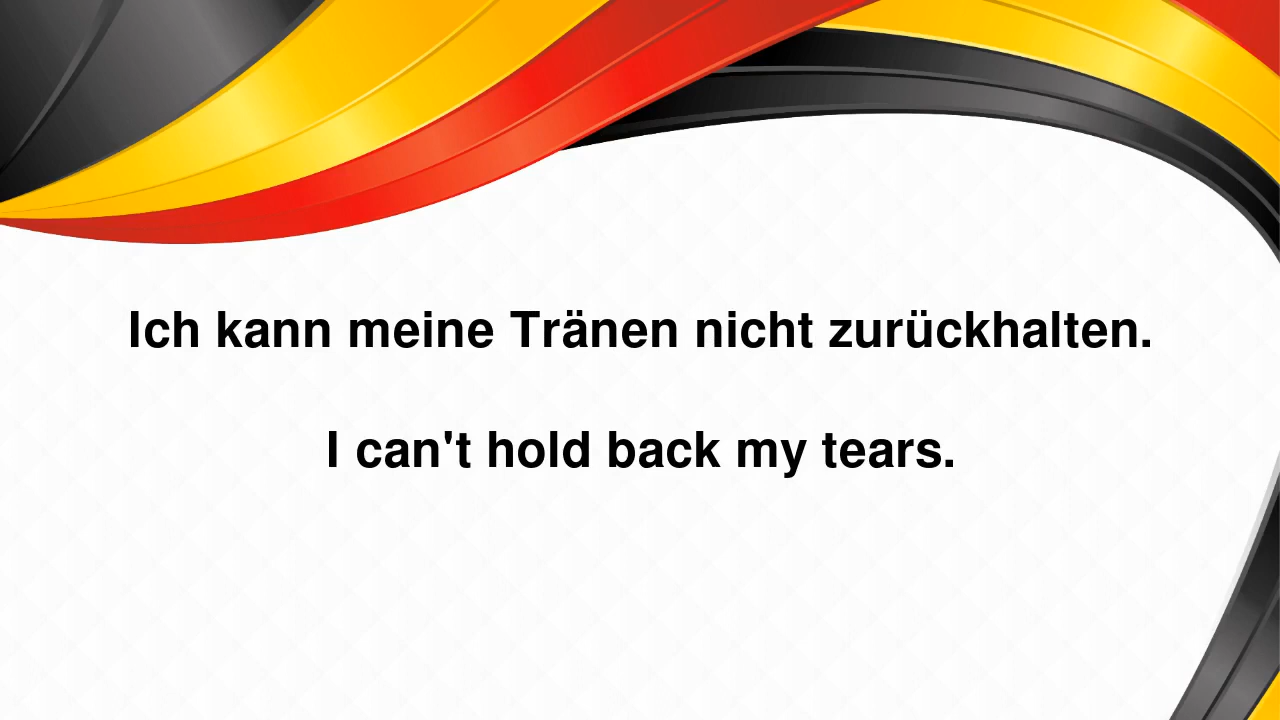 Ich kann meine Tränen nicht zurückhalten.
I can't hold back my tears.